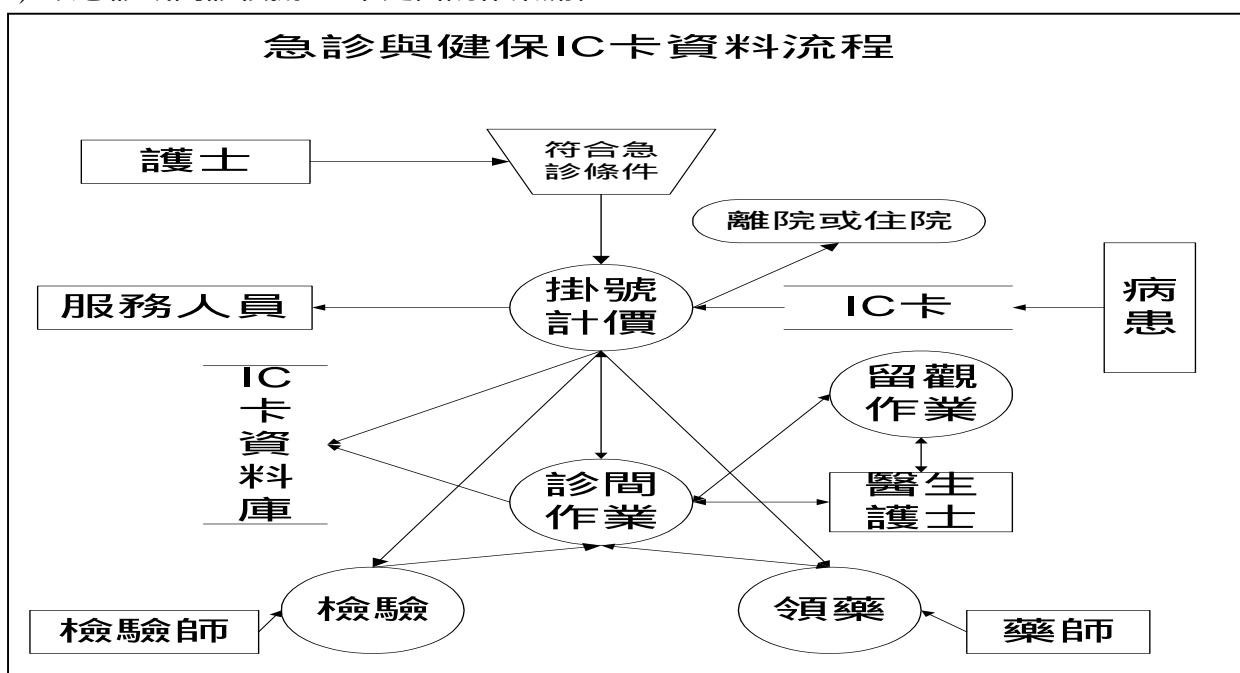 急診與健保IC卡資料流程
護士
符合急
診條件
離院或住院
服務人員
掛號
計價
IC卡
病
患
IC
卡
資
料
庫
留觀
作業
診間
作業
醫生
護士
檢驗師
檢驗
領藥
藥師